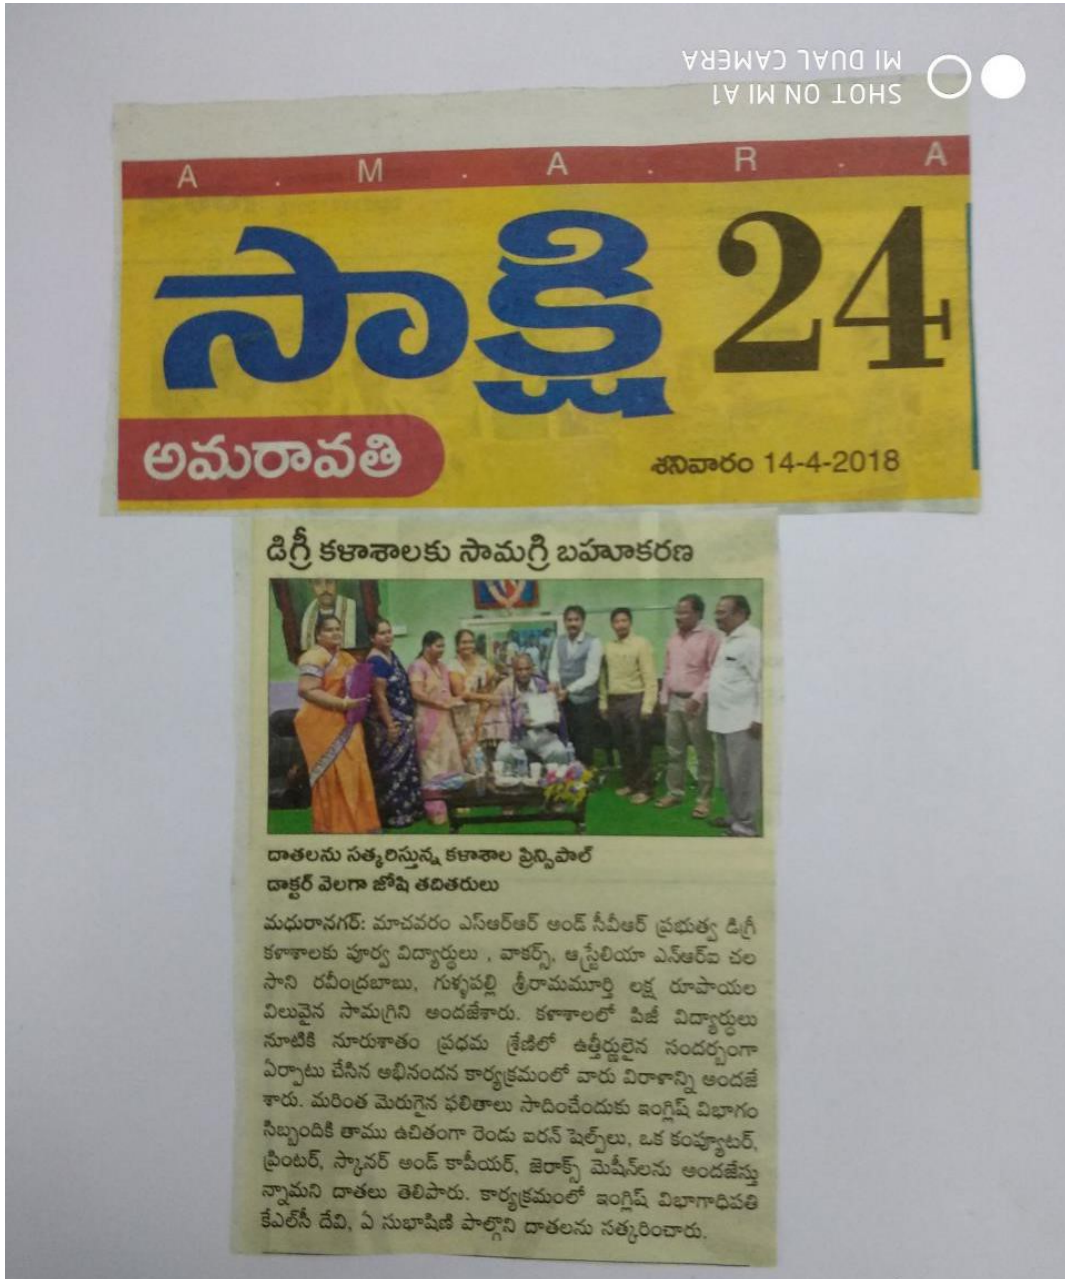 SHOT ON MI A1
MI DUAL CAMERA
A . M . A . R . A
సాక్షి 24
అమరావతి
శనివారం 14-4-2018
డిగ్రీ కళాశాలకు సామగ్రి బహూకరణ
దాతలను సత్కరిస్తున్న కళాశాల ప్రిన్సిపాల్
డాక్టర్ వెలగా జోషి తదితరులు
మధురానగర్: మాచవరం ఎస్ఆర్ఆర్ అండ్ సీవీఆర్ ప్రభుత్వ డిగ్రీ
కళాశాలకు పూర్వ విద్యార్థులు , వాకర్స్, ఆస్ట్రేలియా ఎన్ఆర్ఐ చల
సాని రవీంద్రబాబు, గుళ్ళపల్లి శ్రీరామమూర్తి లక్ష రూపాయల
విలువైన సామగ్రిని అందజేశారు. కళాశాలలో పిజీ విద్యార్థులు
నూటికి నూరుశాతం ప్రధమ శ్రేణిలో ఉత్తీర్ణులైన సందర్భంగా
ఏర్పాటు చేసిన అభినందన కార్యక్రమంలో వారు విరాళాన్ని అందజే
శారు. మరింత మెరుగైన ఫలితాలు సాదించేందుకు ఇంగ్లిష్ విభాగం
సిబ్బందికి తాము ఉచితంగా రెండు ఐరన్ షెల్ప్‌లు, ఒక కంప్యూటర్,
ప్రింటర్, స్కానర్ అండ్ కాపీయర్, జెరాక్స్ మెషీన్‌లను అందజేస్తు
న్నామని దాతలు తెలిపారు. కార్యక్రమంలో ఇంగ్లిష్ విభాగాధిపతి
కేఎల్‌సీ దేవి, ఏ సుభాషిణి పాల్గొని దాతలను సత్కరించారు.